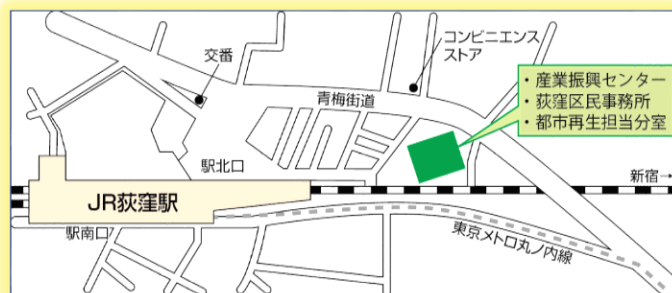 交番
コンビニエンス
ストア
青梅街道
・産業振興センター
・荻窪区民事務所
・都市再生担当分室
駅北口
新宿→
JR荻窪駅
駅南口
東京メトロ丸ノ内線